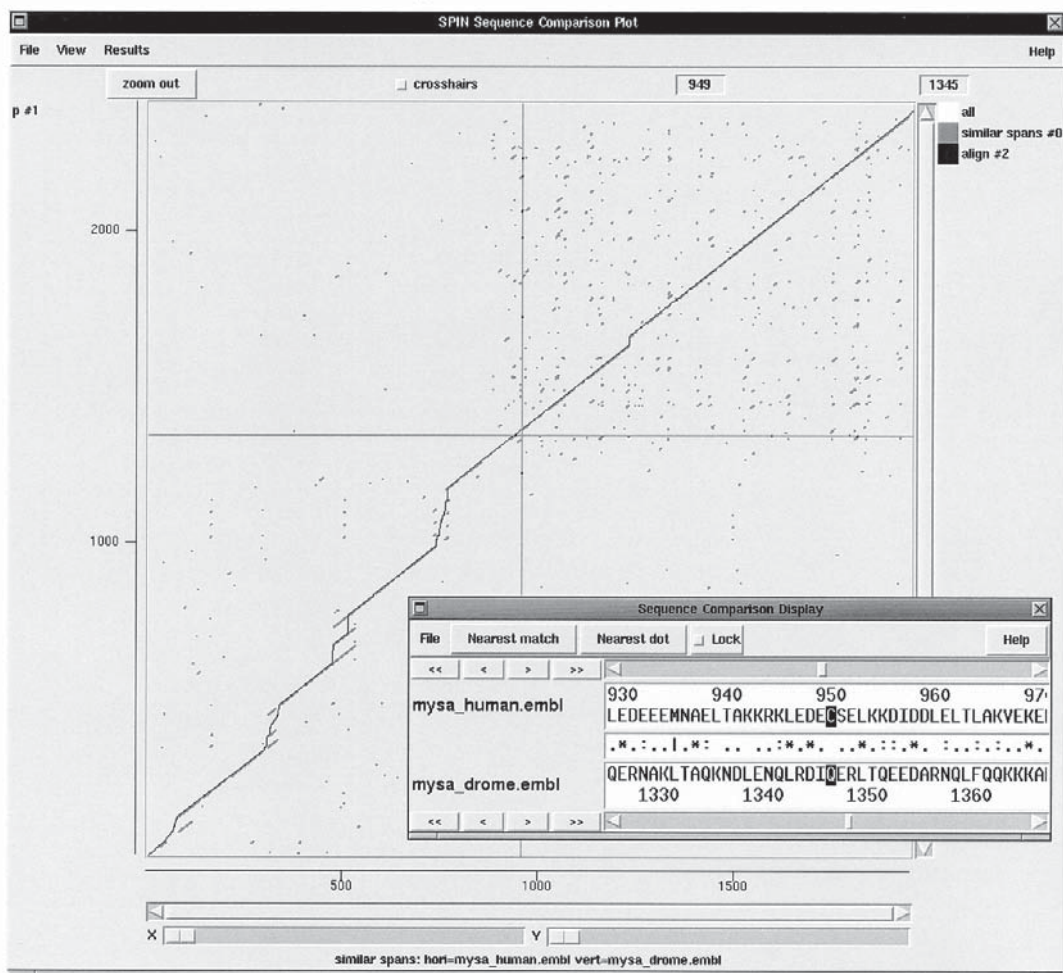 SPIN Sequence Comparison Plot
File View Results Help
zoom out crosshairs 949 1345
p #1
all
similar spans #0
align #2
2000
1000
Sequence Comparison Display
File Nearest match Nearest dot Lock Help
<< < > >>
930 940 950 960 97
mysa_human.embl LEDEEEMNAELTAKKRKLEDECSELKKDIDDLELTLAKVEKE
.*.:..|.*: .. ..:*.*. ..*.::.*. :..:.:..*.
mysa_drome.embl QERNAKLTAQKNDLENQLRDIQERLTQEEDARNQLFQQKKKA
1330 1340 1350 1360
<< < > >>
500 1000 1500
X Y
similar spans: hori=mysa_human.embl vert=mysa_drome.embl